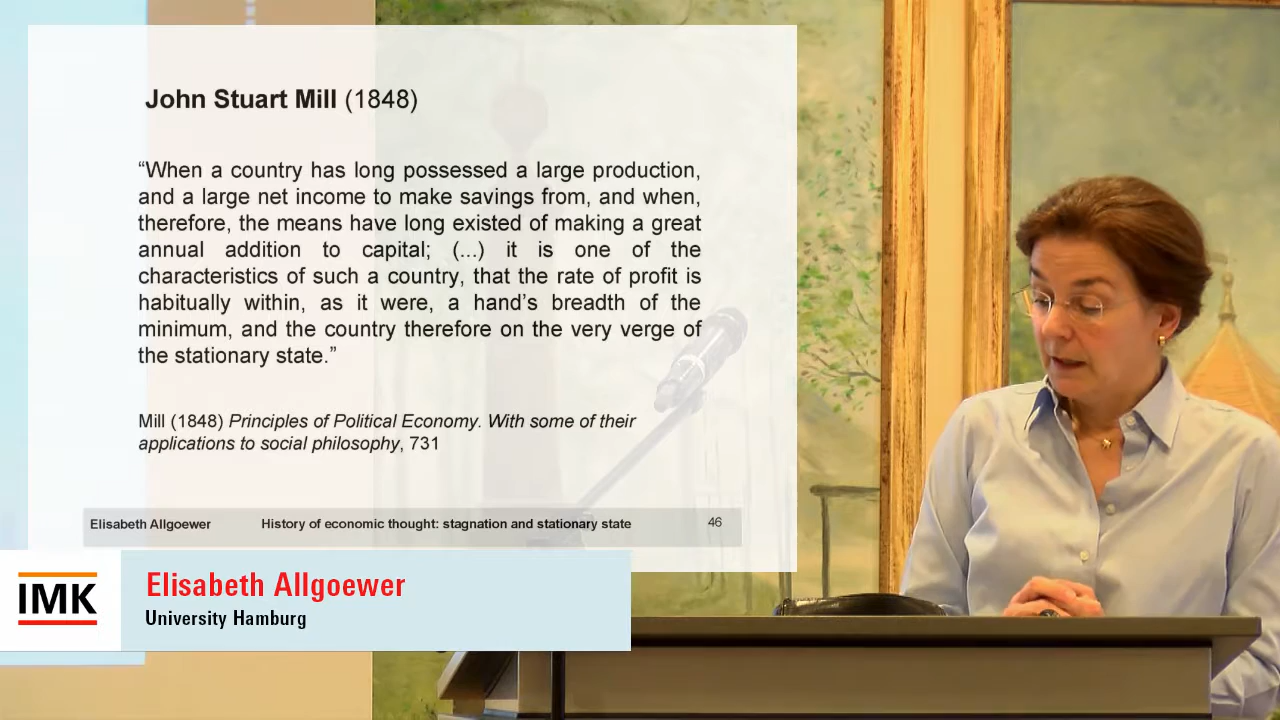 John Stuart Mill (1848)
“When a country has long possessed a large production,
and a large net income to make savings from, and when,
therefore, the means have long existed of making a great
annual addition to capital; (...) it is one of the
characteristics of such a country, that the rate of profit is
habitually within, as it were, a hand’s breadth of the
minimum, and the country therefore on the very verge of
the stationary state.”
Mill (1848) Principles of Political Economy. With some of their
applications to social philosophy, 731
Elisabeth Allgoewer History of economic thought: stagnation and stationary state 46
IMK
Elisabeth Allgoewer
University Hamburg